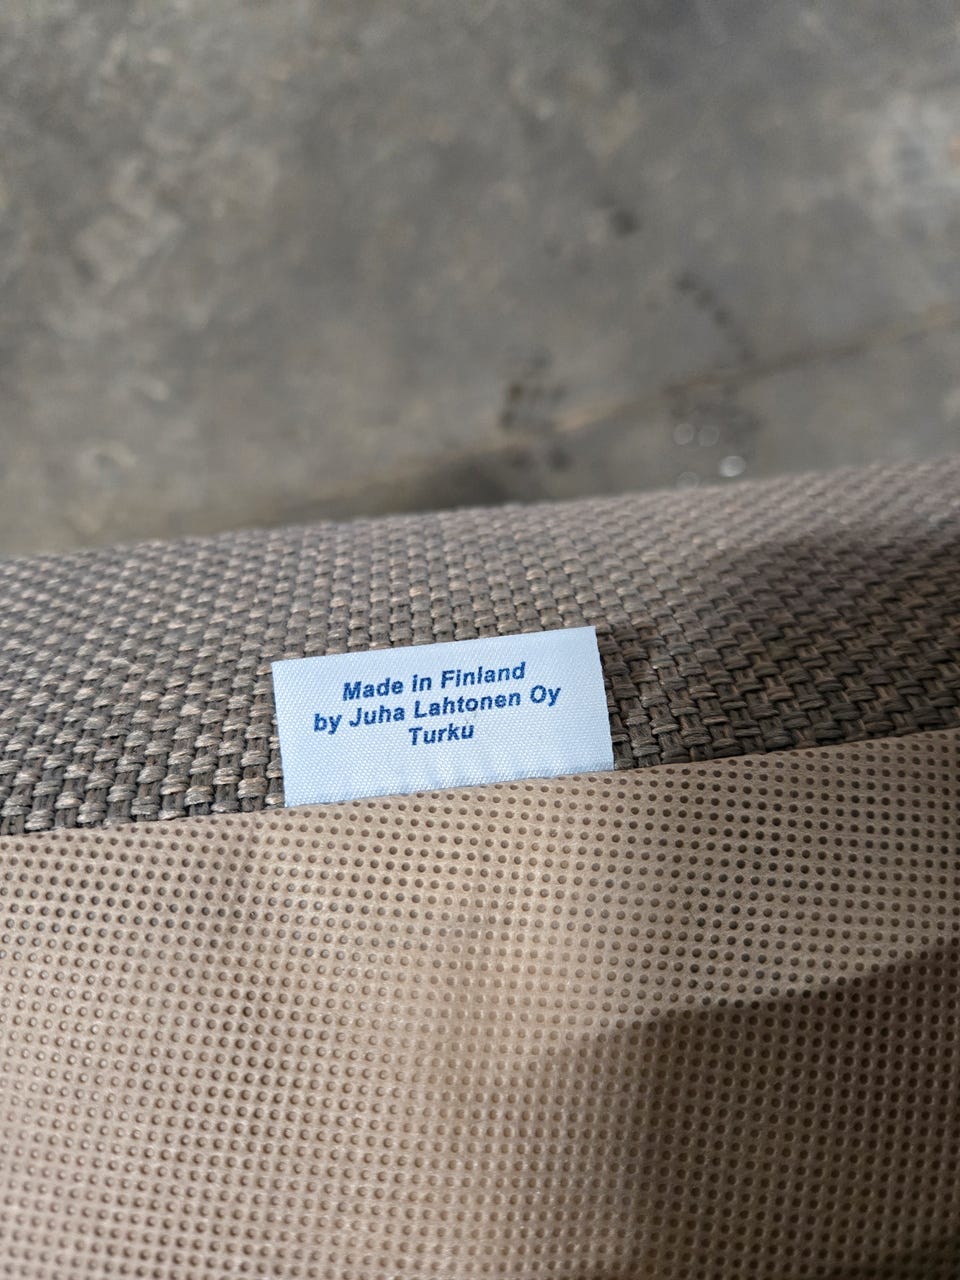 Made in Finland
by Juha Lahtonen Oy
Turku